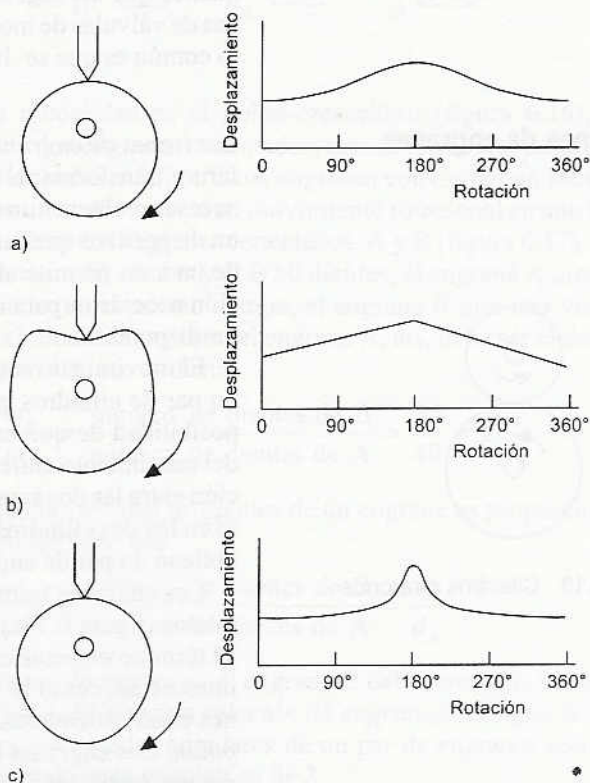 Desplazamiento
0 90° 180° 270° 360°
Rotación
a)
Desplazamiento
0 90° 180° 270° 360°
Rotación
b)
Desplazamiento
0 90° 180° 270° 360°
Rotación
c)